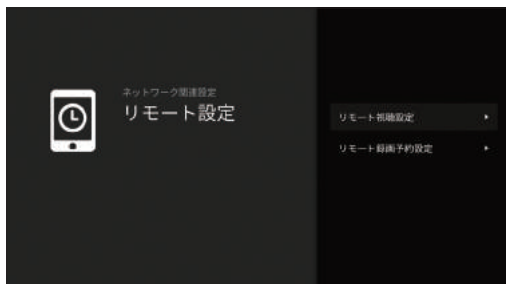 ネットワーク関連設定
リモート設定
リモート視聴設定
リモート録画予約設定